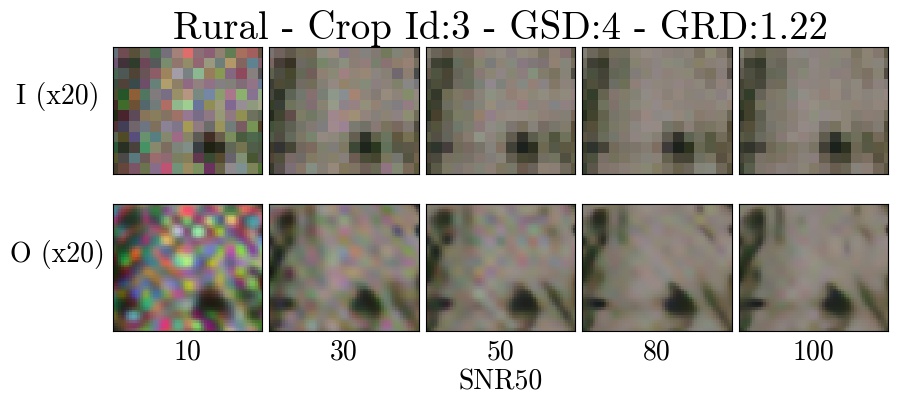 Rural - Crop Id:3 - GSD:4 - GRD:1.22
I (x20)
O (x20)
10 30 50 80 100
SNR50